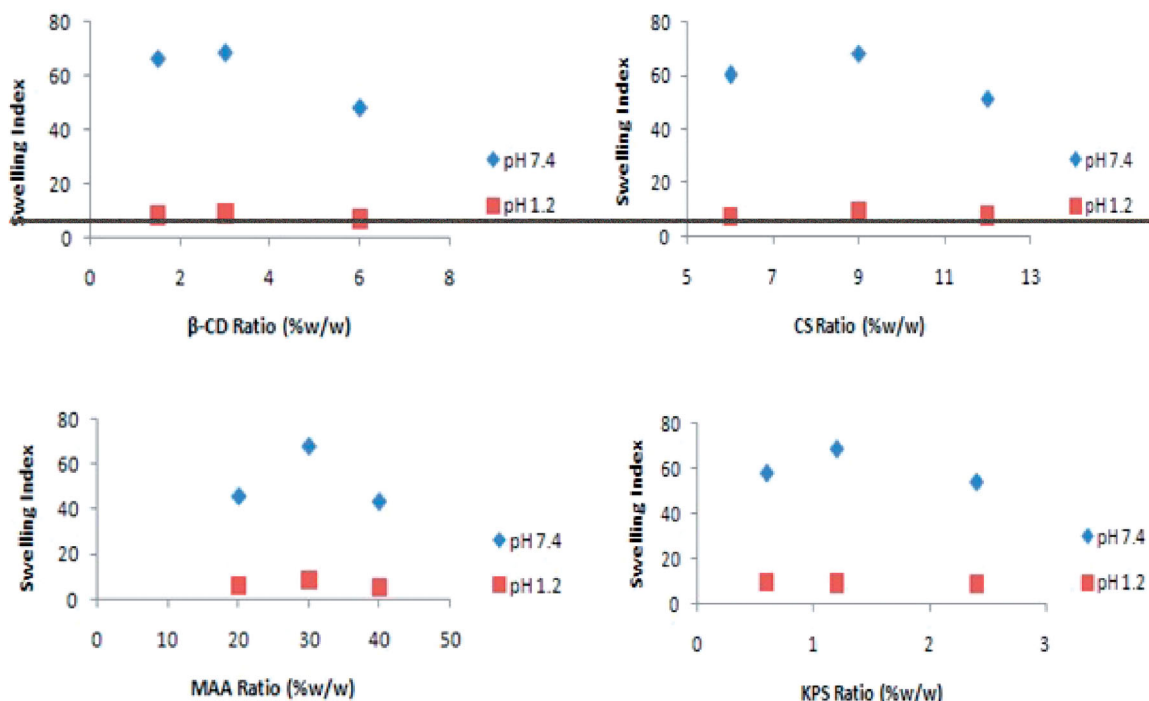 80
60
40
20
0
Swelling Index
0 2 4 6 8
β-CD Ratio (%w/w)
pH 7.4
pH 1.2
80
60
40
20
0
Swelling Index
5 7 9 11 13
CS Ratio (%w/w)
pH 7.4
pH 1.2
80
60
40
20
0
Swelling Index
0 10 20 30 40 50
MAA Ratio (%w/w)
pH 7.4
pH 1.2
80
60
40
20
0
Swelling Index
0 1 2 3
KPS Ratio (%w/w)
pH 7.4
pH 1.2